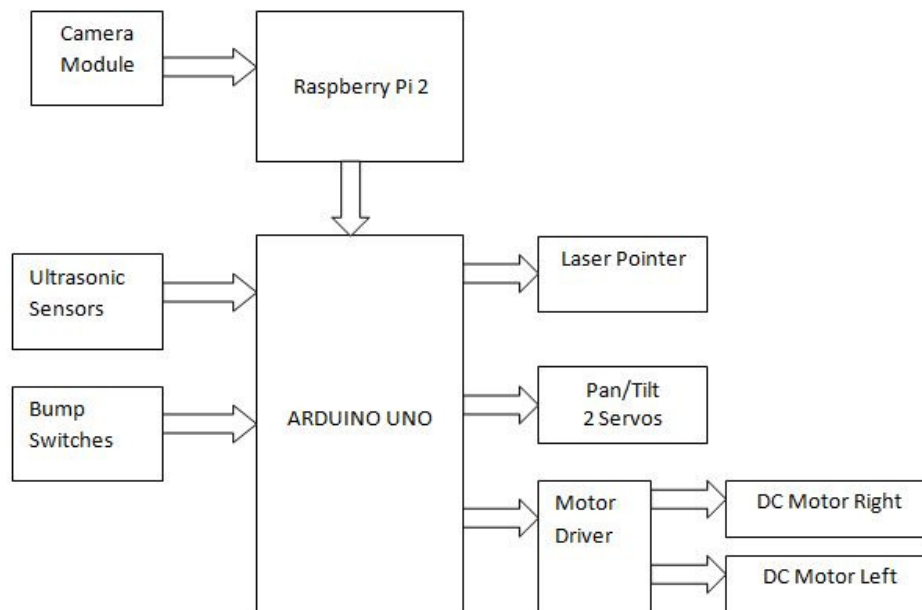 Camera
Module
Raspberry Pi 2
Ultrasonic
Sensors
Laser Pointer
Bump
Switches
ARDUINO UNO
Pan/Tilt
2 Servos
Motor
Driver
DC Motor Right
DC Motor Left